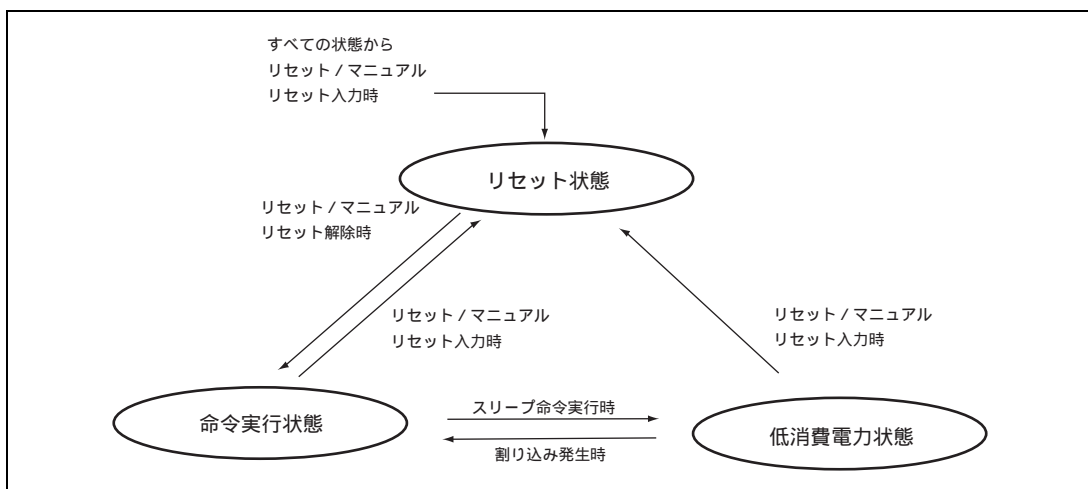 すべての状態から
リセット / マニュアル
リセット入力時
リセット状態
リセット / マニュアル
リセット解除時
リセット / マニュアル
リセット入力時
リセット / マニュアル
リセット入力時
命令実行状態
スリープ命令実行時
割り込み発生時
低消費電力状態